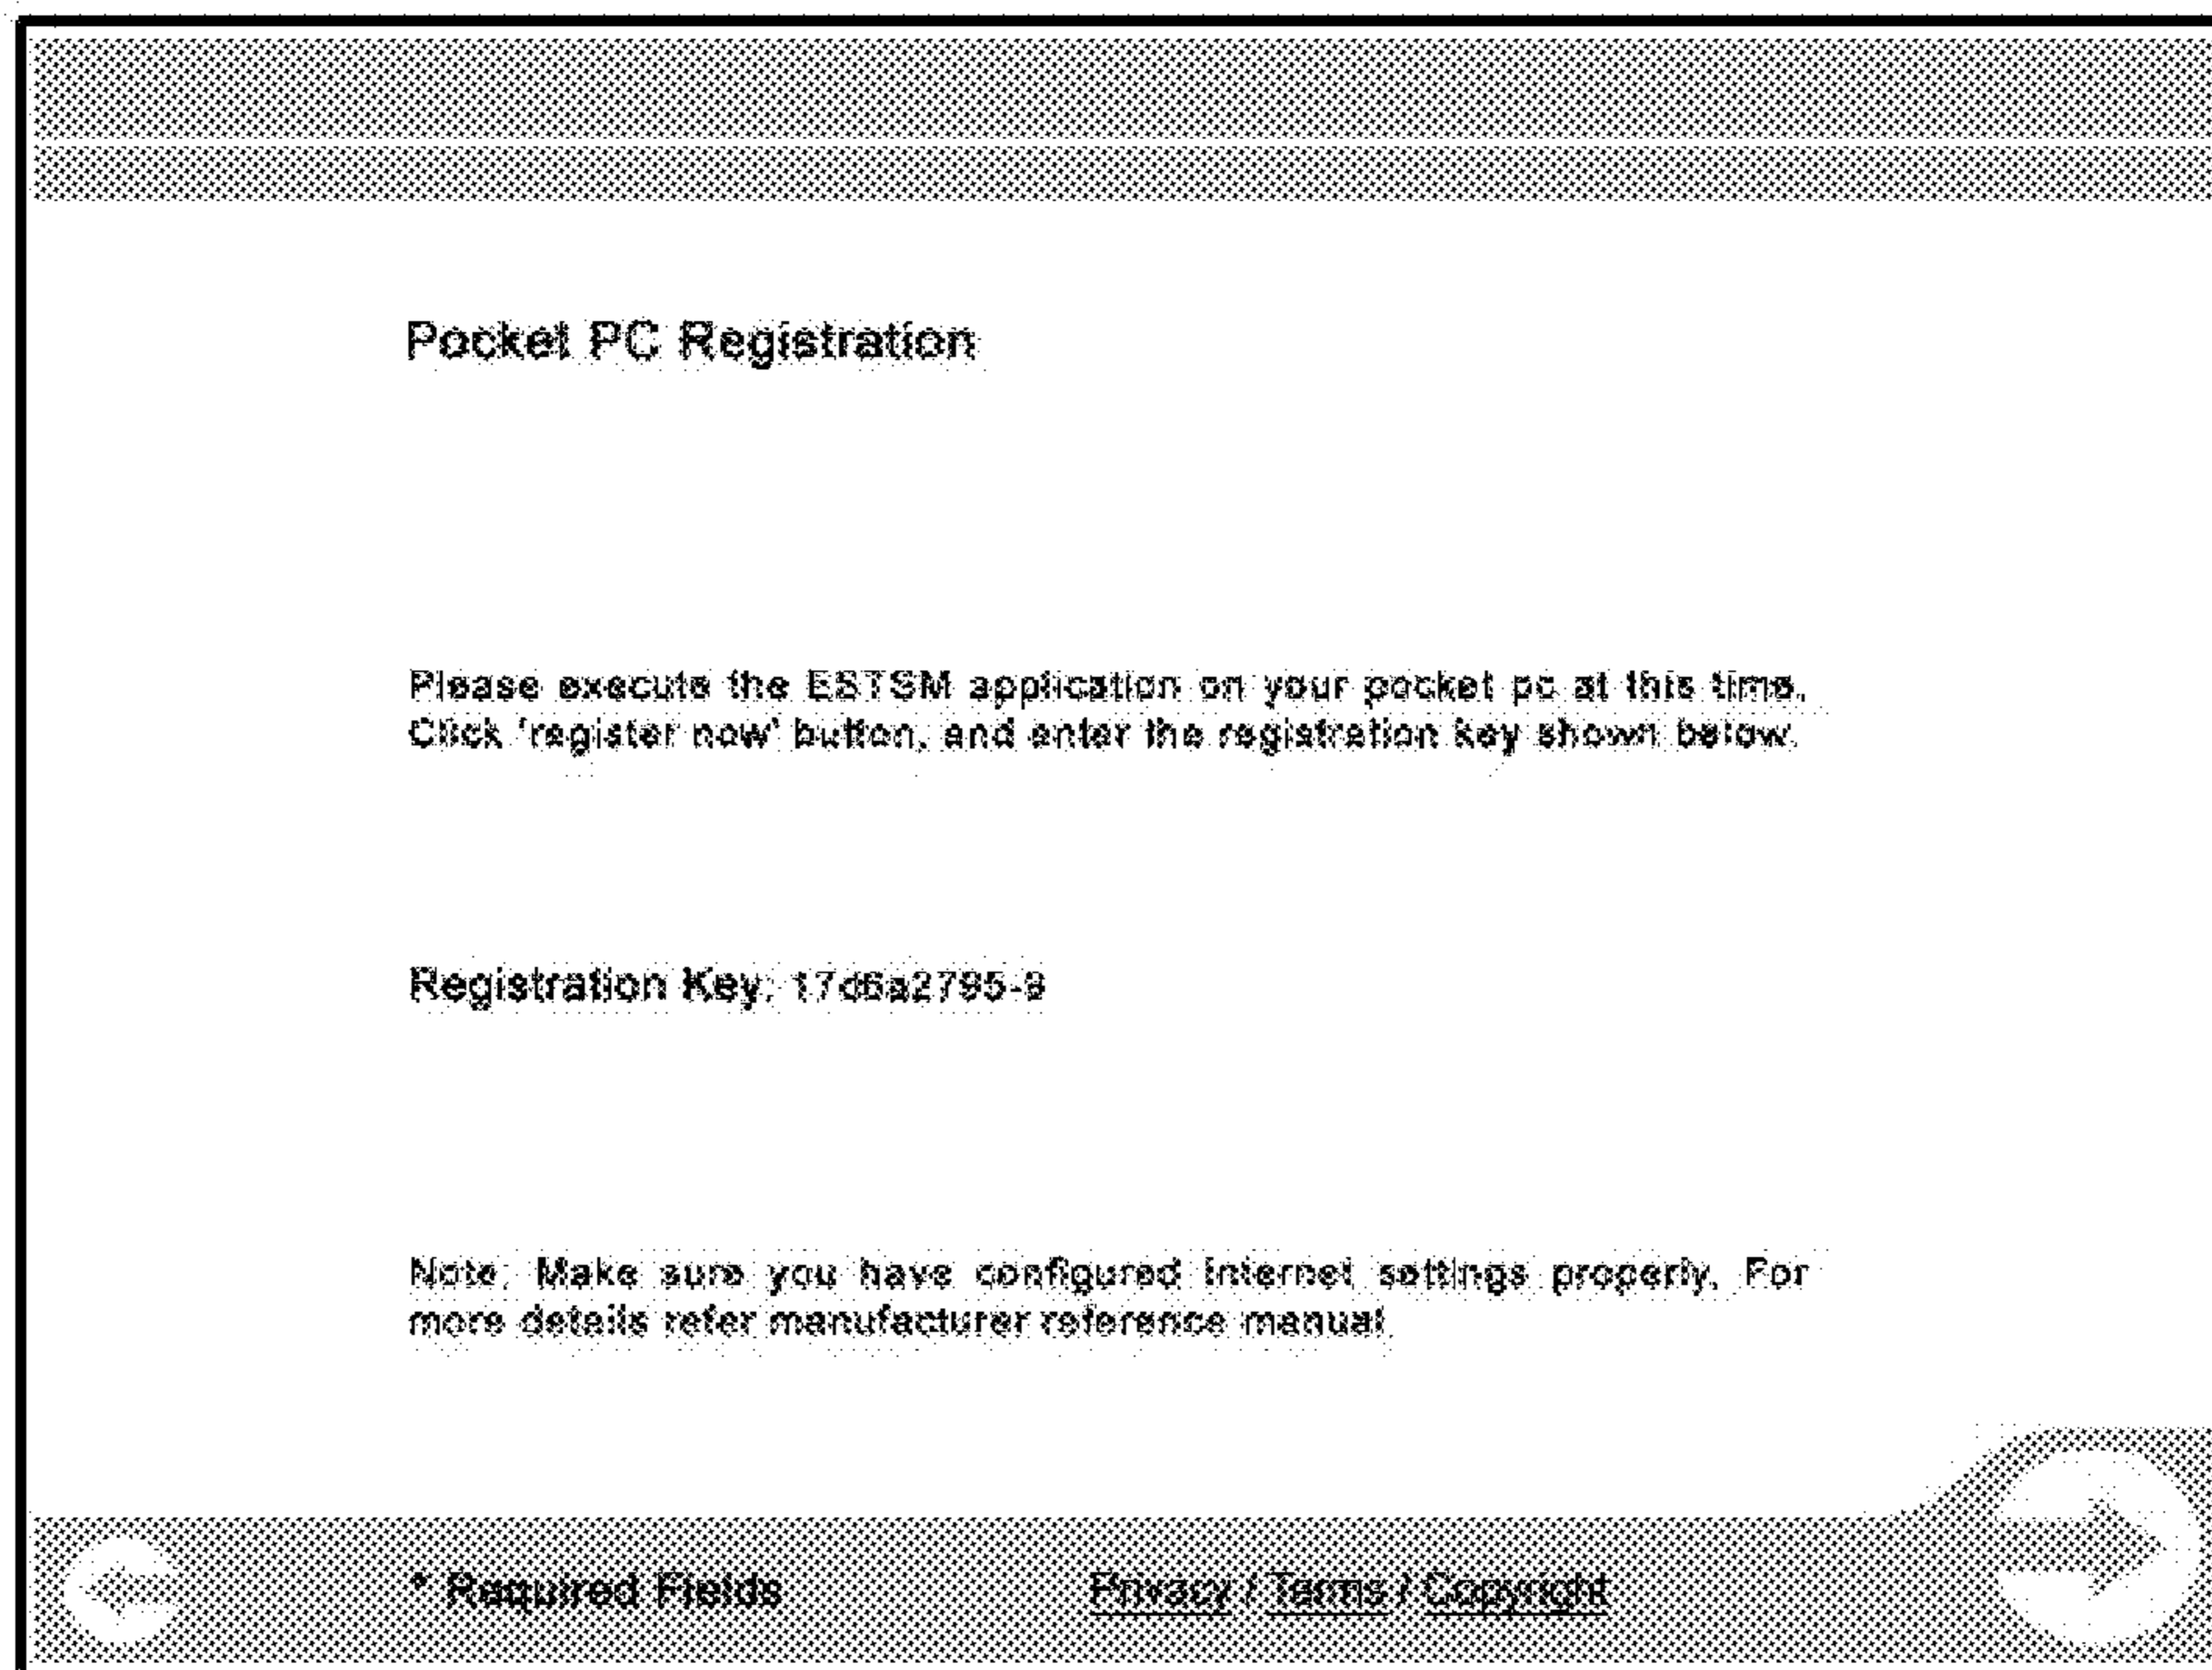 Pocket PC Registration
Please execute the ESTSM application on your pocket pc at this time.
Click 'register now' button, and enter the registration key shown below.
Registration Key: 17d6a2795-9
Note: Make sure you have configured internet settings properly. For
more details refer manufacturer reference manual.
* Required Fields
Privacy / Terms / Copyright